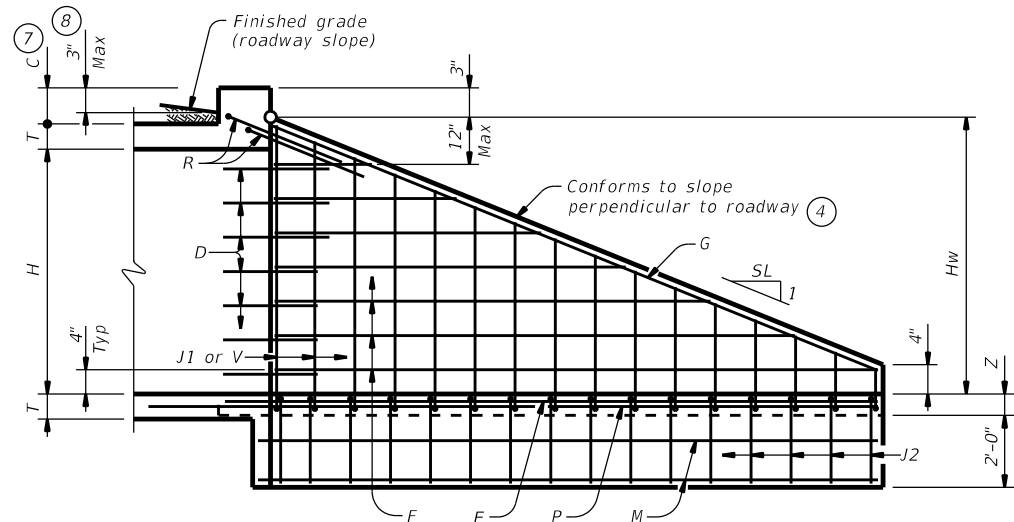 7
8
C
3"
Max
Finished grade
(roadway slope)
3"
T
R
12"
Max
Conforms to slope
perpendicular to roadway
4
G
D
H
SL
1
Hw
4"
Typ
J1 or V
4"
Z
T
2'-0"
J2
F
E
P
M